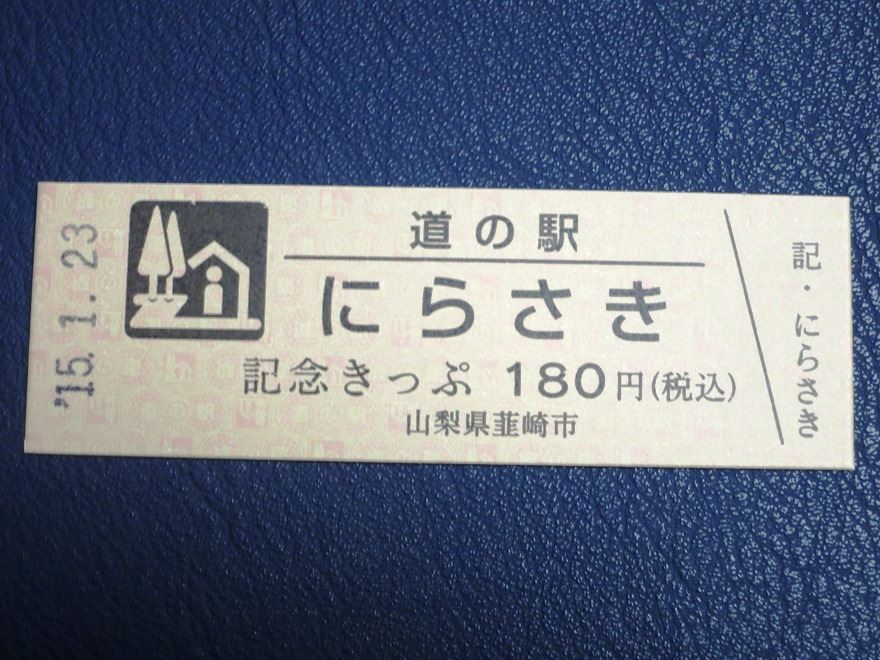 '15.1.23
道の駅
にらさき
記念きっぷ 180円(税込)
山梨県韮崎市
記・にらさき